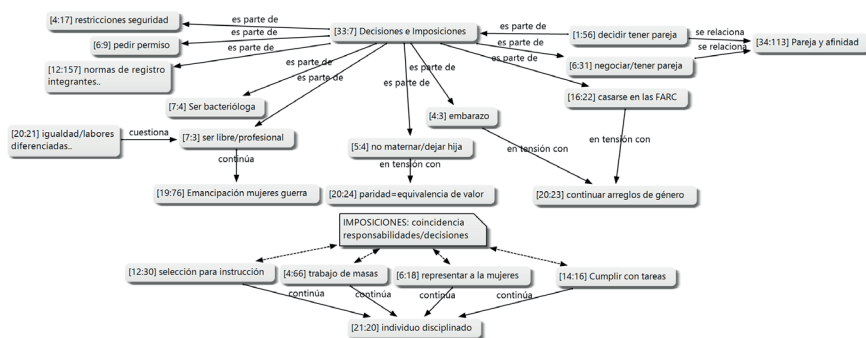 [4:17] restricciones seguridad
es parte de
[33:7] Decisiones e Imposiciones
es parte de
[1:56] decidir tener pareja
se relaciona
[34:113] Pareja y afinidad
[6:9] pedir permiso
es parte de
es parte de
se relaciona
[12:157] normas de registro
integrantes..
es parte de
es parte de
[6:31] negociar/tener pareja
es parte de
es parte de
es parte de
es parte de
[7:4] Ser bacterióloga
[16:22] casarse en las FARC
[4:3] embarazo
[20:21] igualdad/labores
diferenciadas..
cuestiona
[7:3] ser libre/profesional
[5:4] no maternar/dejar hija
en tensión con
en tensión con
continúa
en tensión con
[19:76] Emancipación mujeres guerra
[20:24] paridad=equivalencia de valor
[20:23] continuar arreglos de género
IMPOSICIONES: coincidencia
responsabilidades/decisiones
[12:30] selección para instrucción
[4:66] trabajo de masas
[6:18] representar a la mujeres
[14:16] Cumplir con tareas
continúa
continúa
continúa
continúa
[21:20] individuo disciplinado